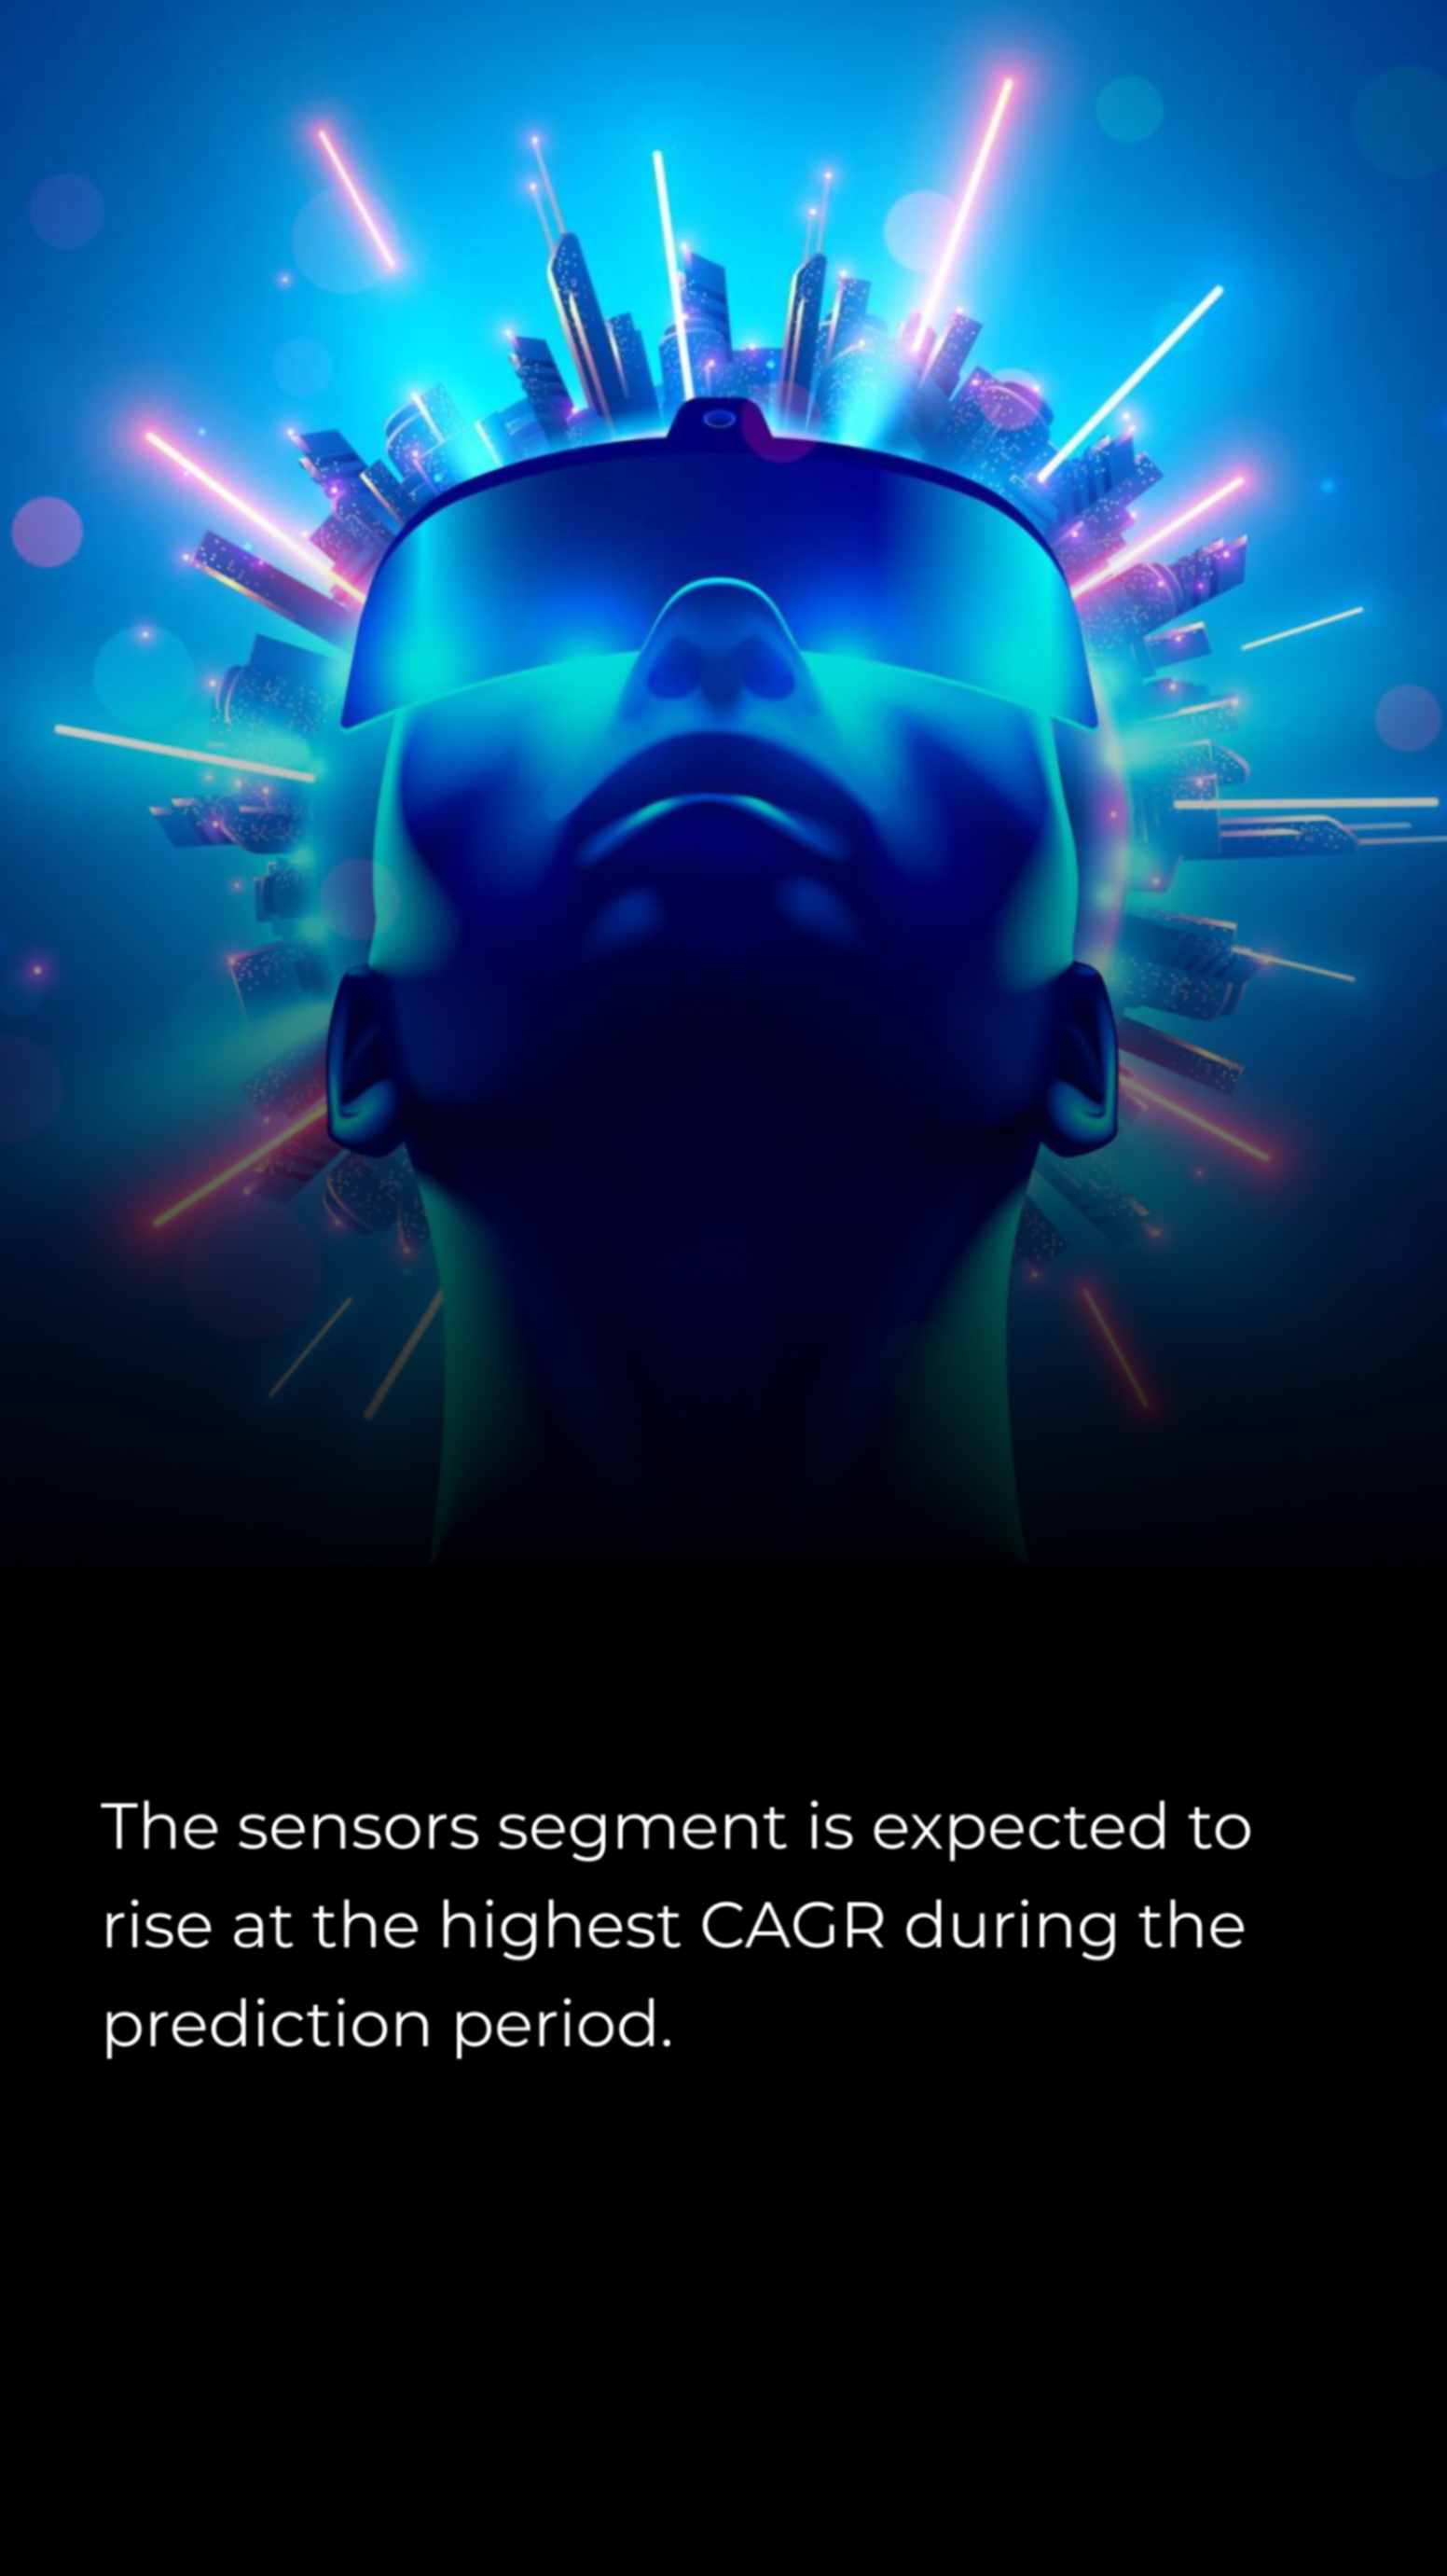 The sensors segment is expected to
rise at the highest CAGR during the
prediction period.